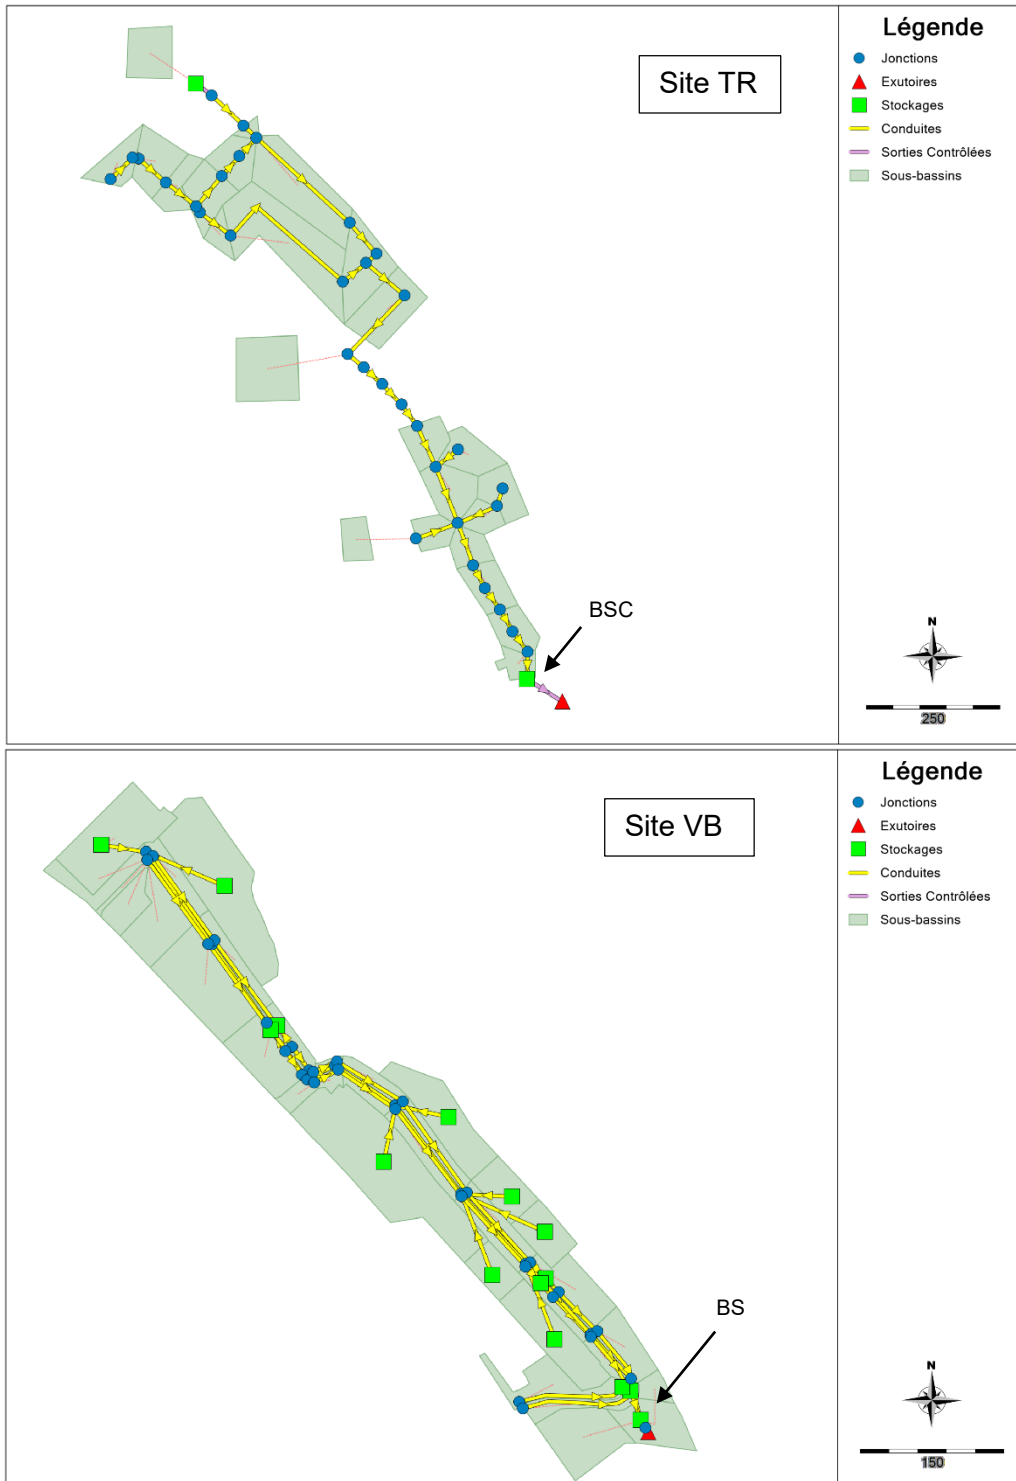 Site TR
Légende
Jonctions
Exutoires
Stockages
Conduites
Sorties Contrôlées
Sous-bassins
BSC
N
250
Site VB
Légende
Jonctions
Exutoires
Stockages
Conduites
Sorties Contrôlées
Sous-bassins
BS
N
150